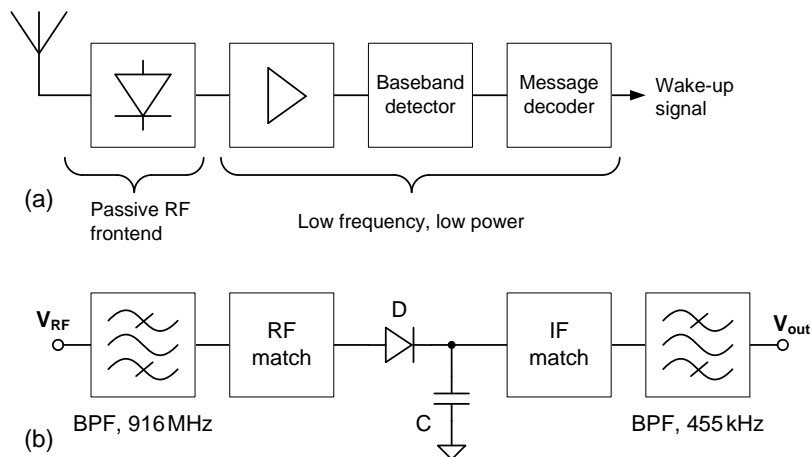 Baseband
detector
Message
decoder
Wake-up
signal
(a)
Passive RF
frontend
Low frequency, low power
V_RF
RF
match
D
C
IF
match
V_out
BPF, 916 MHz
BPF, 455 kHz
(b)